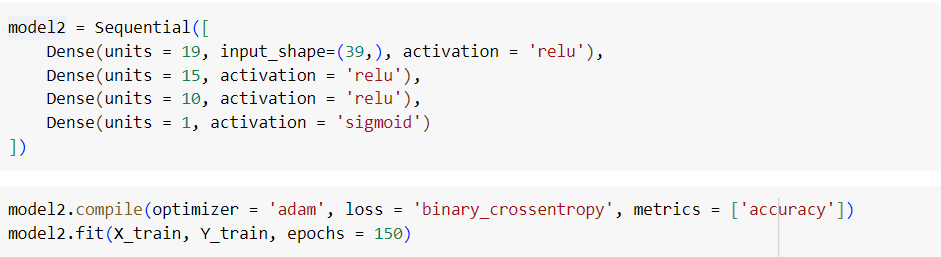 model2 = Sequential([
    Dense(units = 19, input_shape=(39,), activation = 'relu'),
    Dense(units = 15, activation = 'relu'),
    Dense(units = 10, activation = 'relu'),
    Dense(units = 1, activation = 'sigmoid')
])
model2.compile(optimizer = 'adam', loss = 'binary_crossentropy', metrics = ['accuracy'])
model2.fit(X_train, Y_train, epochs = 150)